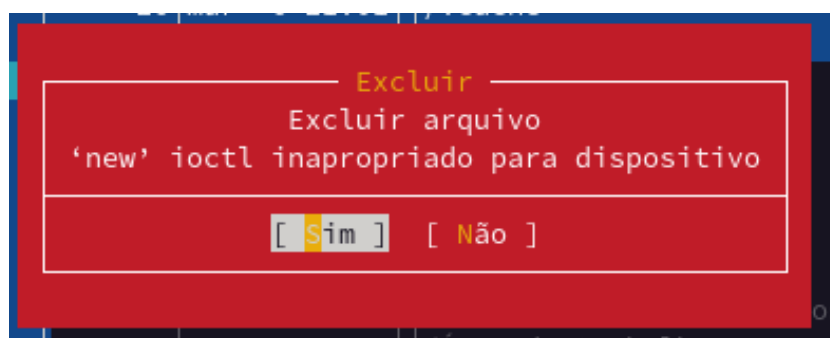 Excluir
Excluir arquivo
‘new’ ioctl inapropriado para dispositivo
[ Sim ] [ Não ]